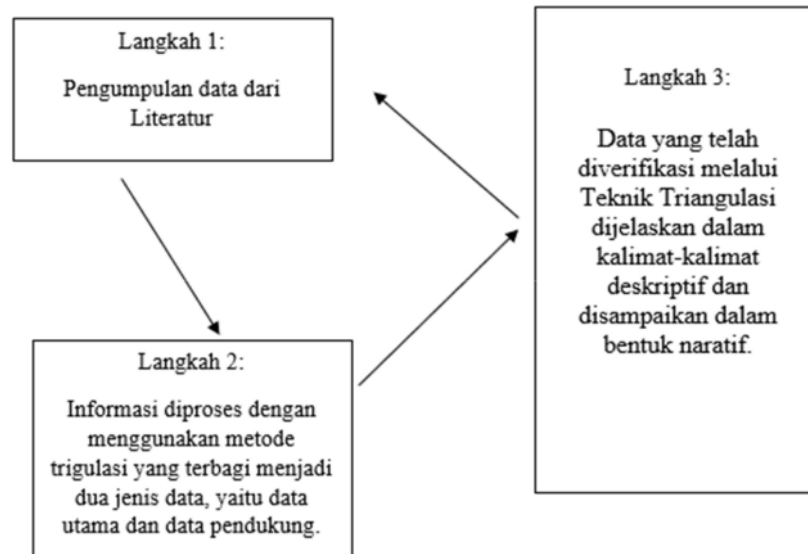 Langkah 1:
Pengumpulan data dari
Literatur
Langkah 2:
Informasi diproses dengan
menggunakan metode
trigulasi yang terbagi menjadi
dua jenis data, yaitu data
utama dan data pendukung.
Langkah 3:
Data yang telah
diverifikasi melalui
Teknik Triangulasi
dijelaskan dalam
kalimat-kalimat
deskriptif dan
disampaikan dalam
bentuk naratif.